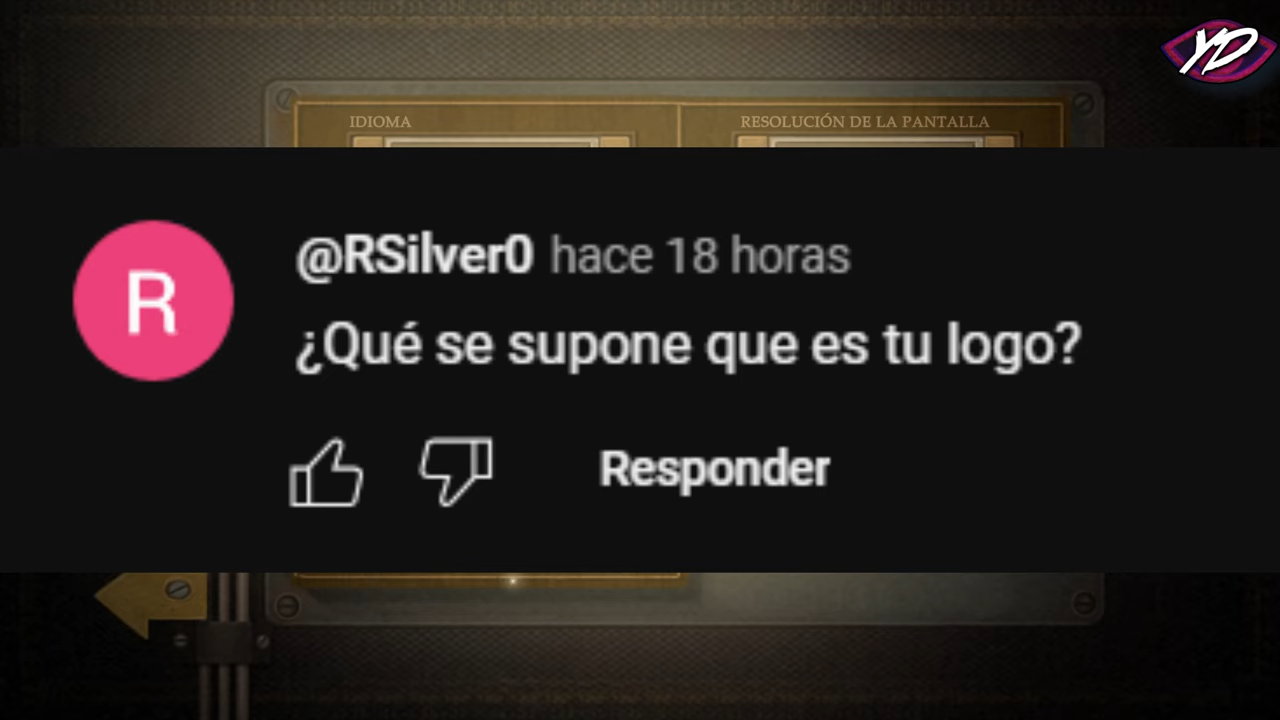 YD
IDIOMA
RESOLUCIÓN DE LA PANTALLA
R
@RSilver0 hace 18 horas
¿Qué se supone que es tu logo?
Responder